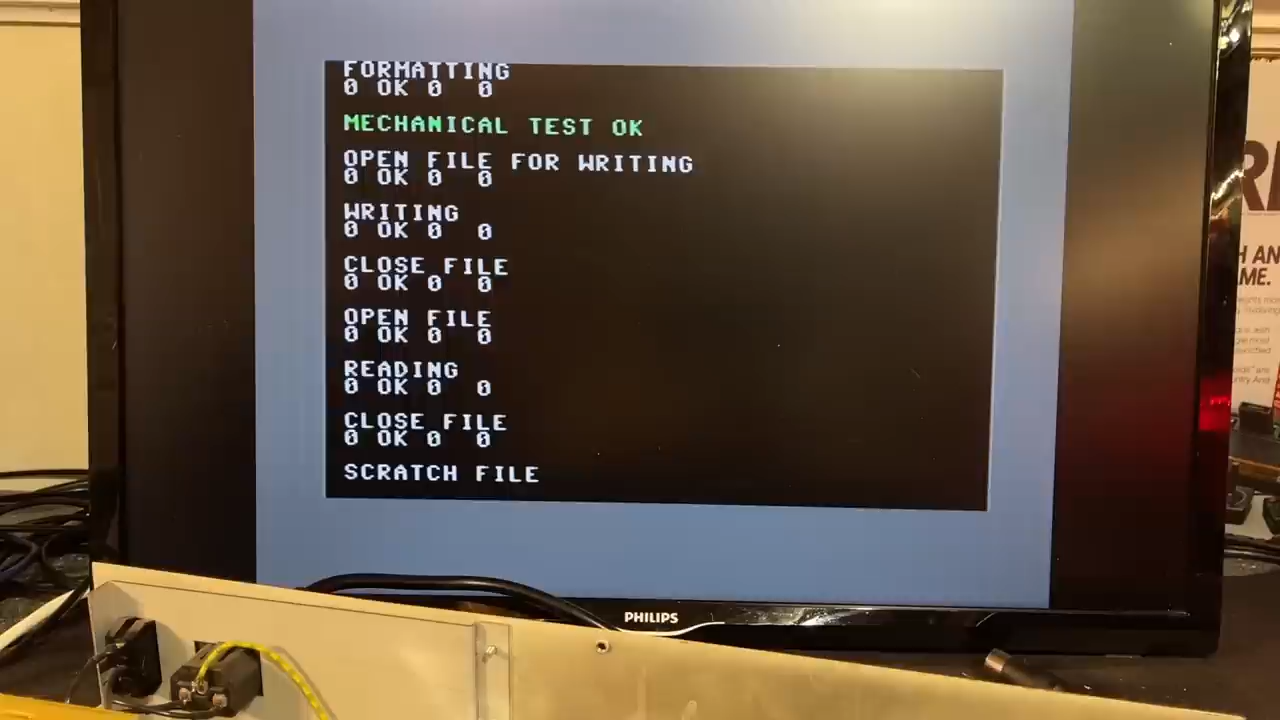 FORMATTING
0 OK 0 0
MECHANICAL TEST OK
OPEN FILE FOR WRITING
0 OK 0 0
WRITING
0 OK 0 0
CLOSE FILE
0 OK 0 0
OPEN FILE
0 OK 0 0
READING
0 OK 0 0
CLOSE FILE
0 OK 0 0
SCRATCH FILE
PHILIPS